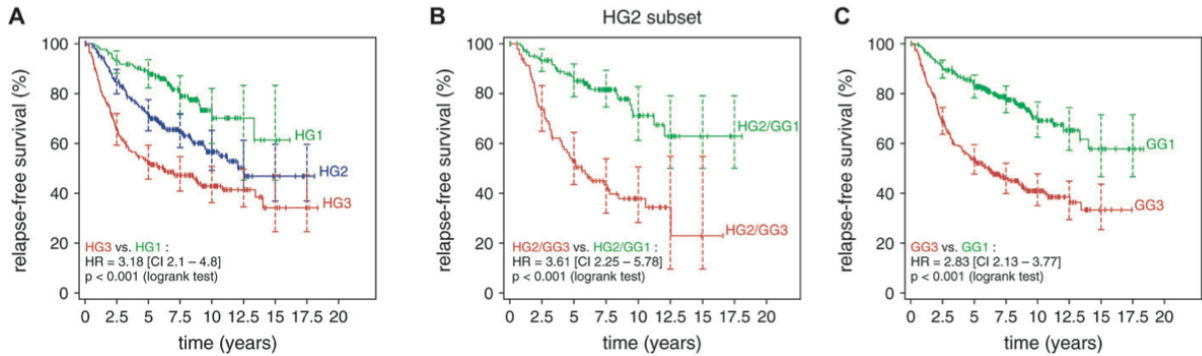 A
relapse-free survival (%)
100
80
60
40
20
0
HG1
HG2
HG3
HG3 vs. HG1 :
HR = 3.18 [CI 2.1 – 4.8]
p < 0.001 (logrank test)
0 2.5 5 7.5 10 12.5 15 17.5 20
time (years)
B
HG2 subset
relapse-free survival (%)
100
80
60
40
20
0
HG2/GG1
HG2/GG3
HG2/GG3 vs. HG2/GG1 :
HR = 3.61 [CI 2.25 – 5.78]
p < 0.001 (logrank test)
0 2.5 5 7.5 10 12.5 15 17.5 20
time (years)
C
relapse-free survival (%)
100
80
60
40
20
0
GG1
GG3
GG3 vs. GG1 :
HR = 2.83 [CI 2.13 – 3.77]
p < 0.001 (logrank test)
0 2.5 5 7.5 10 12.5 15 17.5 20
time (years)